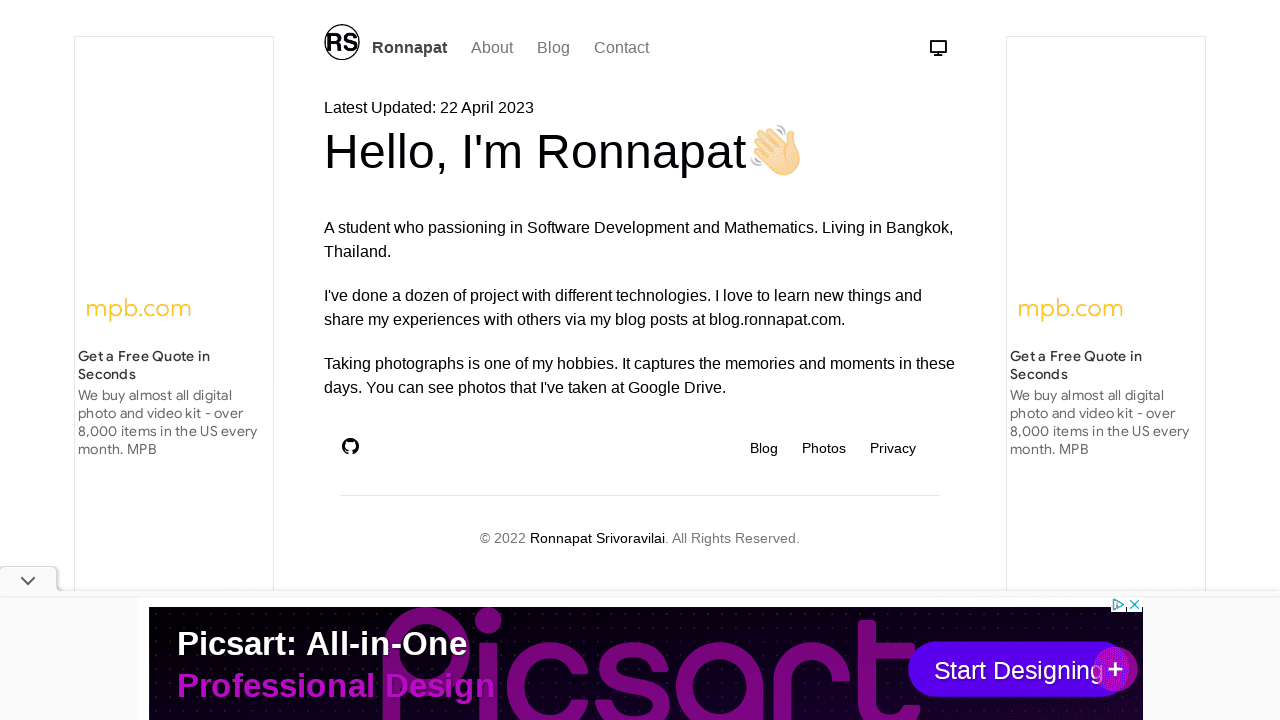 RS
Ronnapat About Blog Contact
Latest Updated: 22 April 2023
Hello, I'm Ronnapat👋🏼
A student who passioning in Software Development and Mathematics. Living in Bangkok,
Thailand.
I've done a dozen of project with different technologies. I love to learn new things and
share my experiences with others via my blog posts at blog.ronnapat.com.
Taking photographs is one of my hobbies. It captures the memories and moments in these
days. You can see photos that I've taken at Google Drive.
Blog Photos Privacy
© 2022 Ronnapat Srivoravilai. All Rights Reserved.
mpb.com
Get a Free Quote in
Seconds
We buy almost all digital
photo and video kit - over
8,000 items in the US every
month. MPB
mpb.com
Get a Free Quote in
Seconds
We buy almost all digital
photo and video kit - over
8,000 items in the US every
month. MPB
Picsart
Picsart: All-in-One
Professional Design
Start Designing